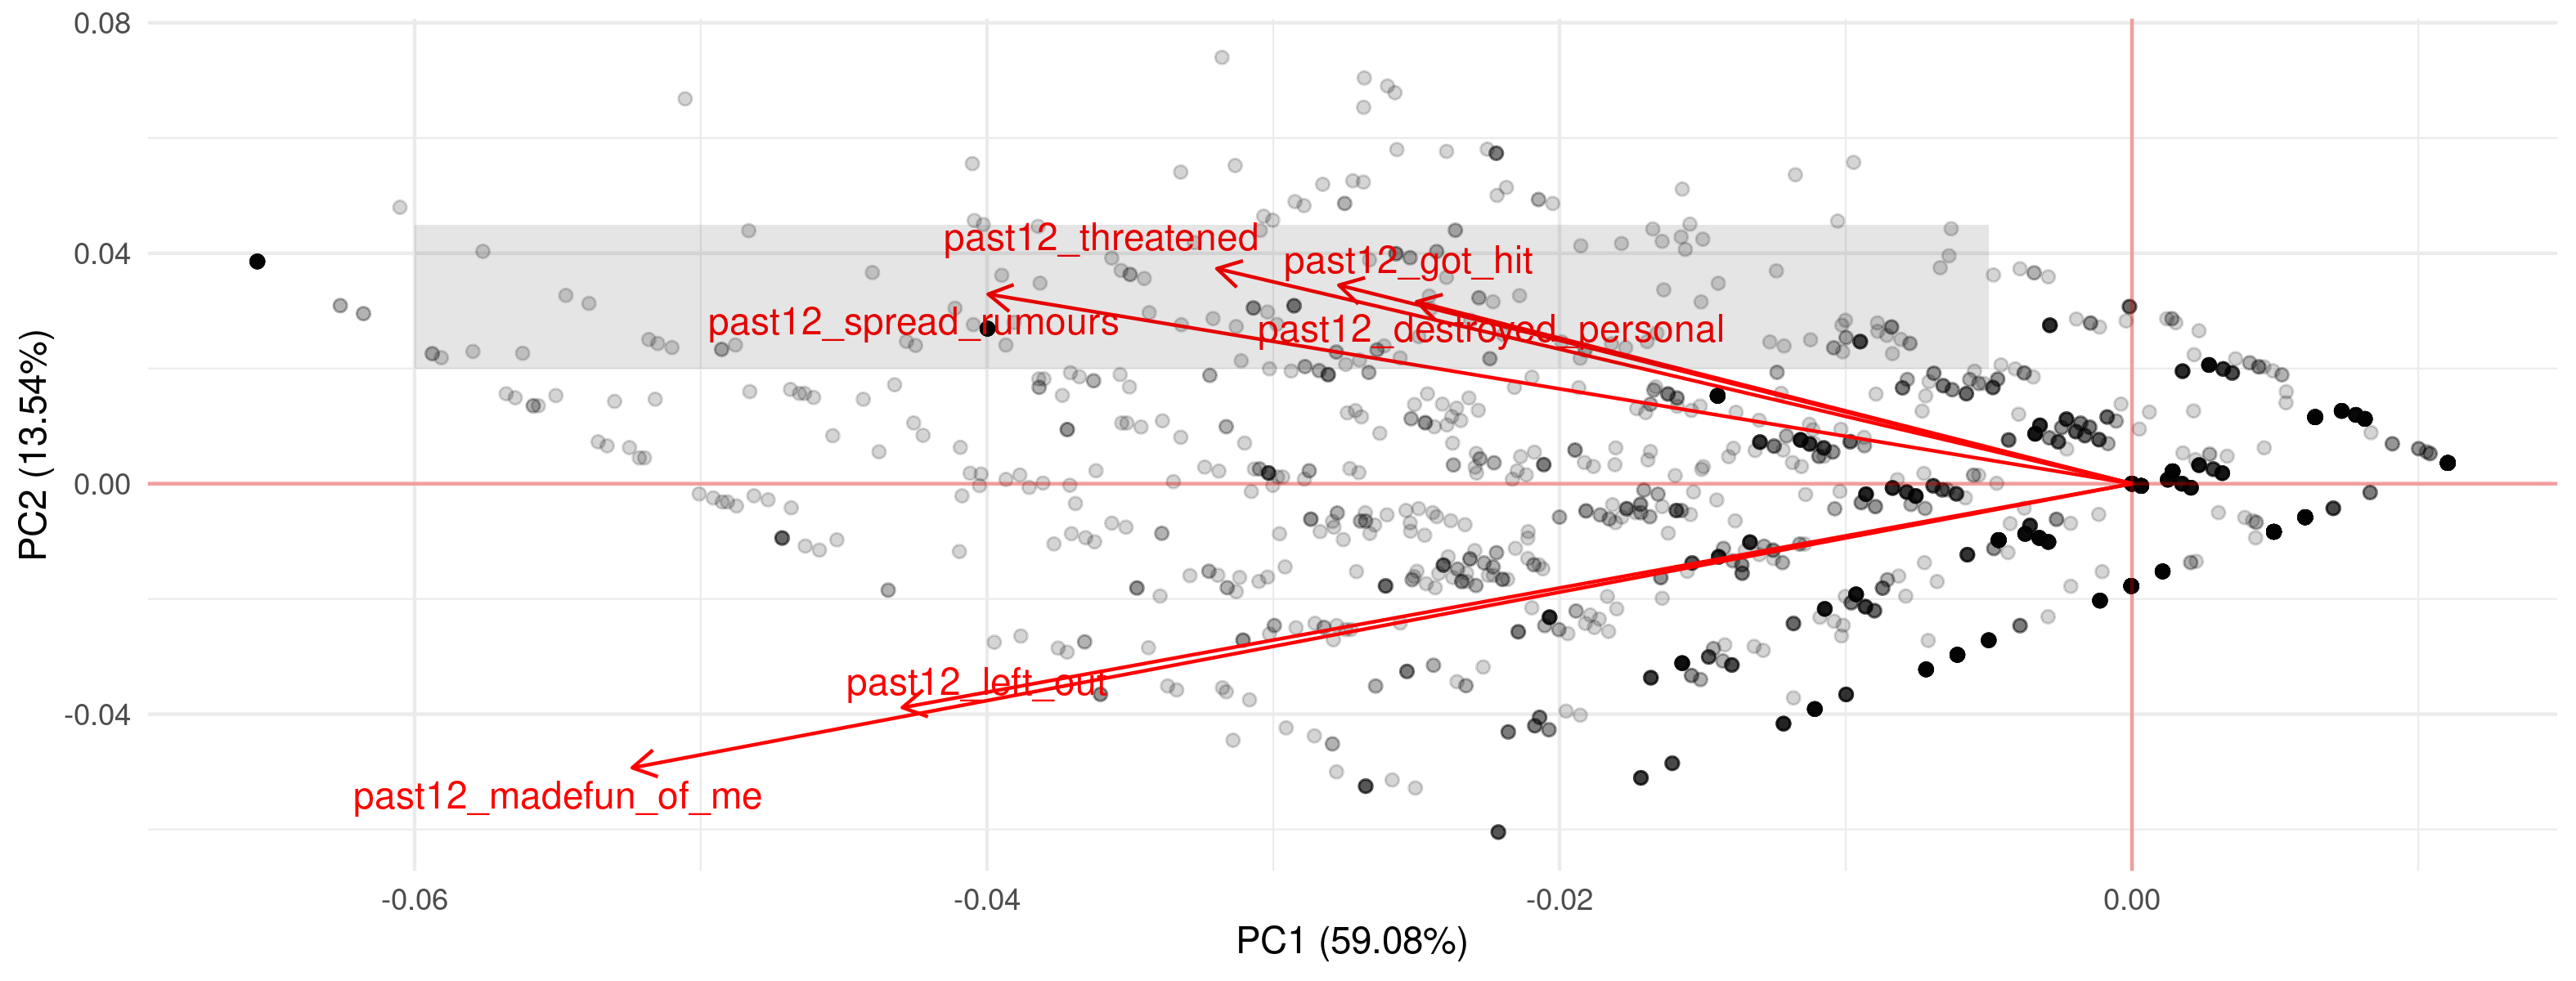 0.08
0.04
0.00
-0.04
PC2 (13.54%)
past12_threatened
past12_got_hit
past12_spread_rumours
past12_destroyed_personal
past12_left_out
past12_madefun_of_me
-0.06
-0.04
-0.02
0.00
PC1 (59.08%)